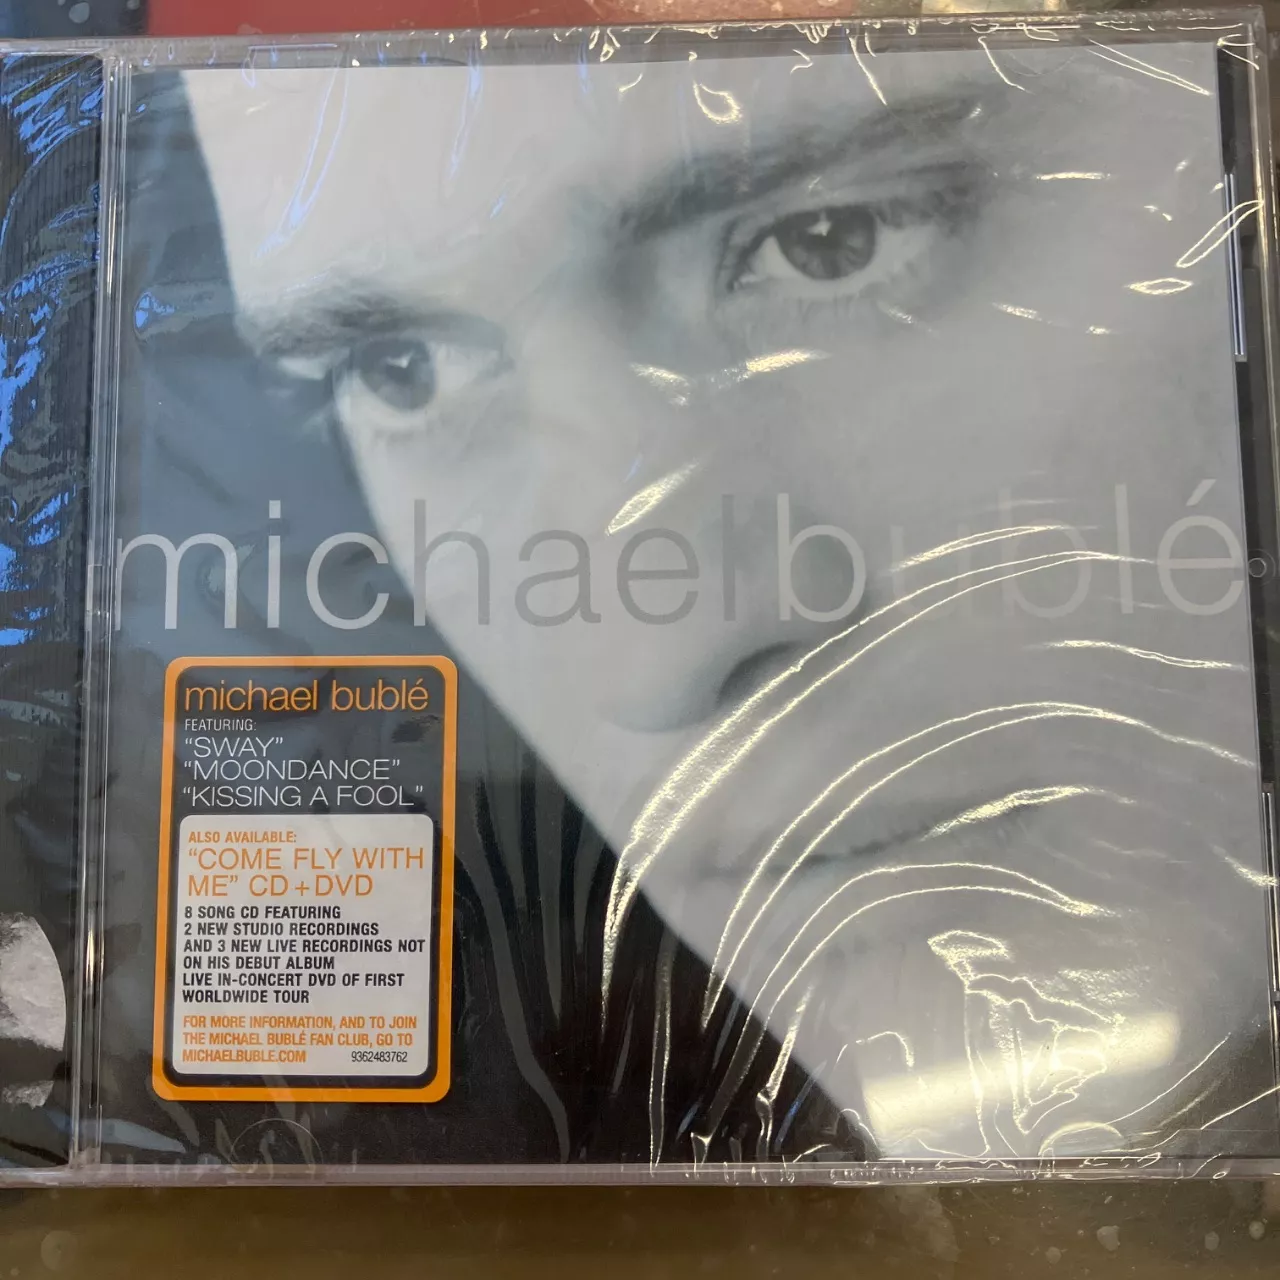 michaelbublé
michael bublé
FEATURING:
“SWAY”
“MOONDANCE”
“KISSING A FOOL”
ALSO AVAILABLE:
“COME FLY WITH
ME” CD + DVD
8 SONG CD FEATURING
2 NEW STUDIO RECORDINGS
AND 3 NEW LIVE RECORDINGS NOT
ON HIS DEBUT ALBUM
LIVE IN-CONCERT DVD OF FIRST
WORLDWIDE TOUR
FOR MORE INFORMATION, AND TO JOIN
THE MICHAEL BUBLÉ FAN CLUB, GO TO
MICHAELBUBLE.COM 9362483762